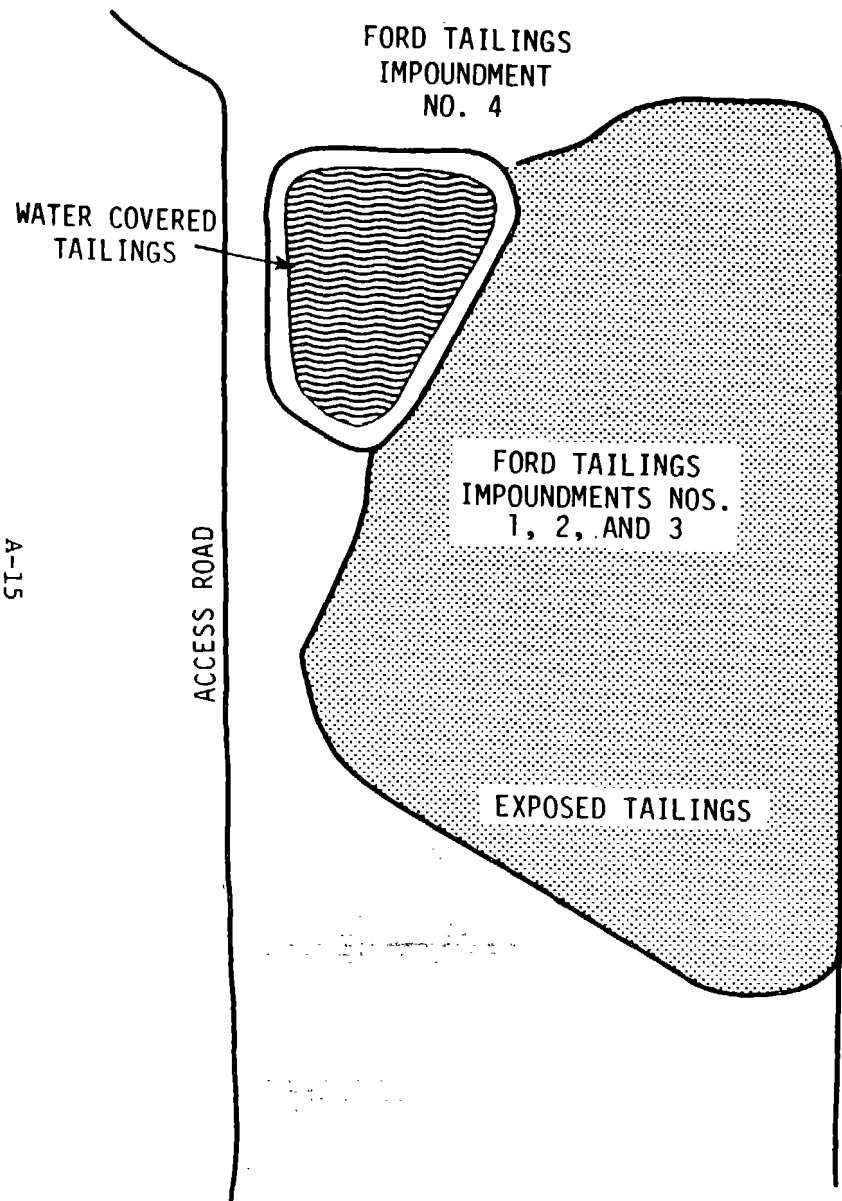 FORD TAILINGS
IMPOUNDMENT
NO. 4
WATER COVERED
TAILINGS
FORD TAILINGS
IMPOUNDMENTS NOS.
1, 2, AND 3
ACCESS ROAD
A-15
EXPOSED TAILINGS